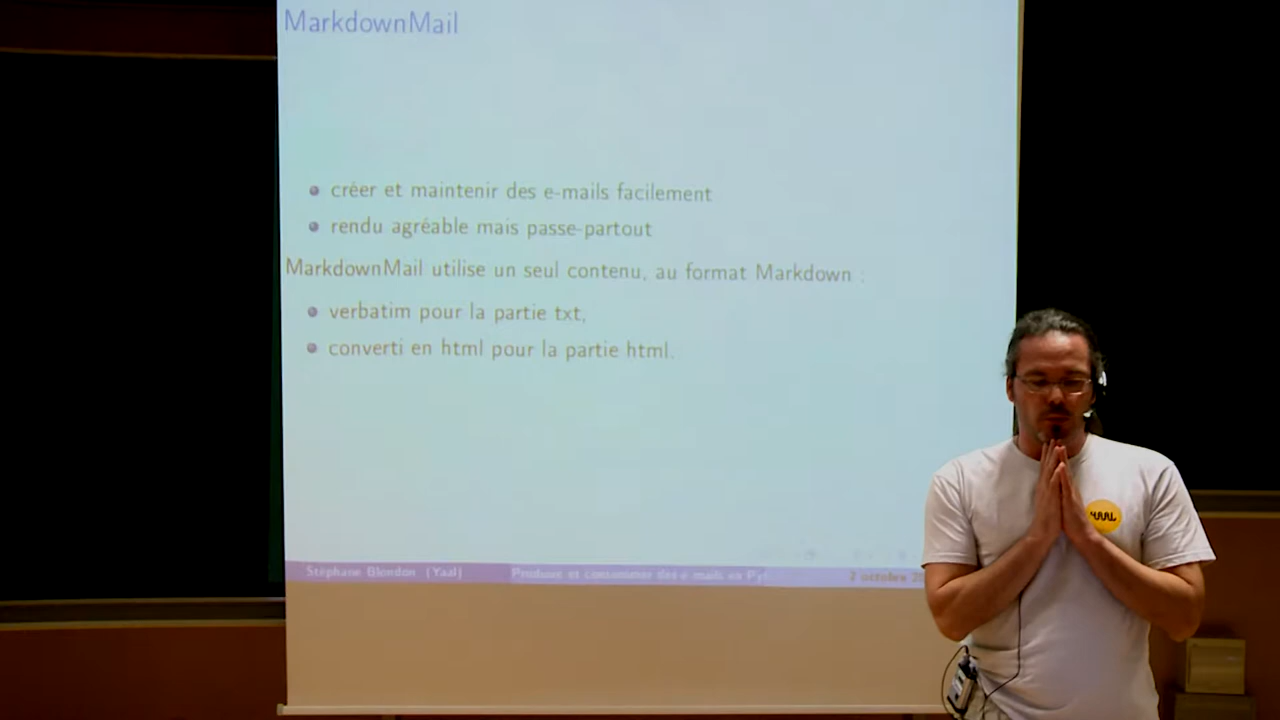 MarkdownMail
créer et maintenir des e-mails facilement
rendu agréable mais passe-partout
MarkdownMail utilise un seul contenu, au format Markdown :
verbatim pour la partie txt,
converti en html pour la partie html.
Stéphane Blondon (Yaal)
Produire et consommer des e-mails en
2 octobre
YAAL